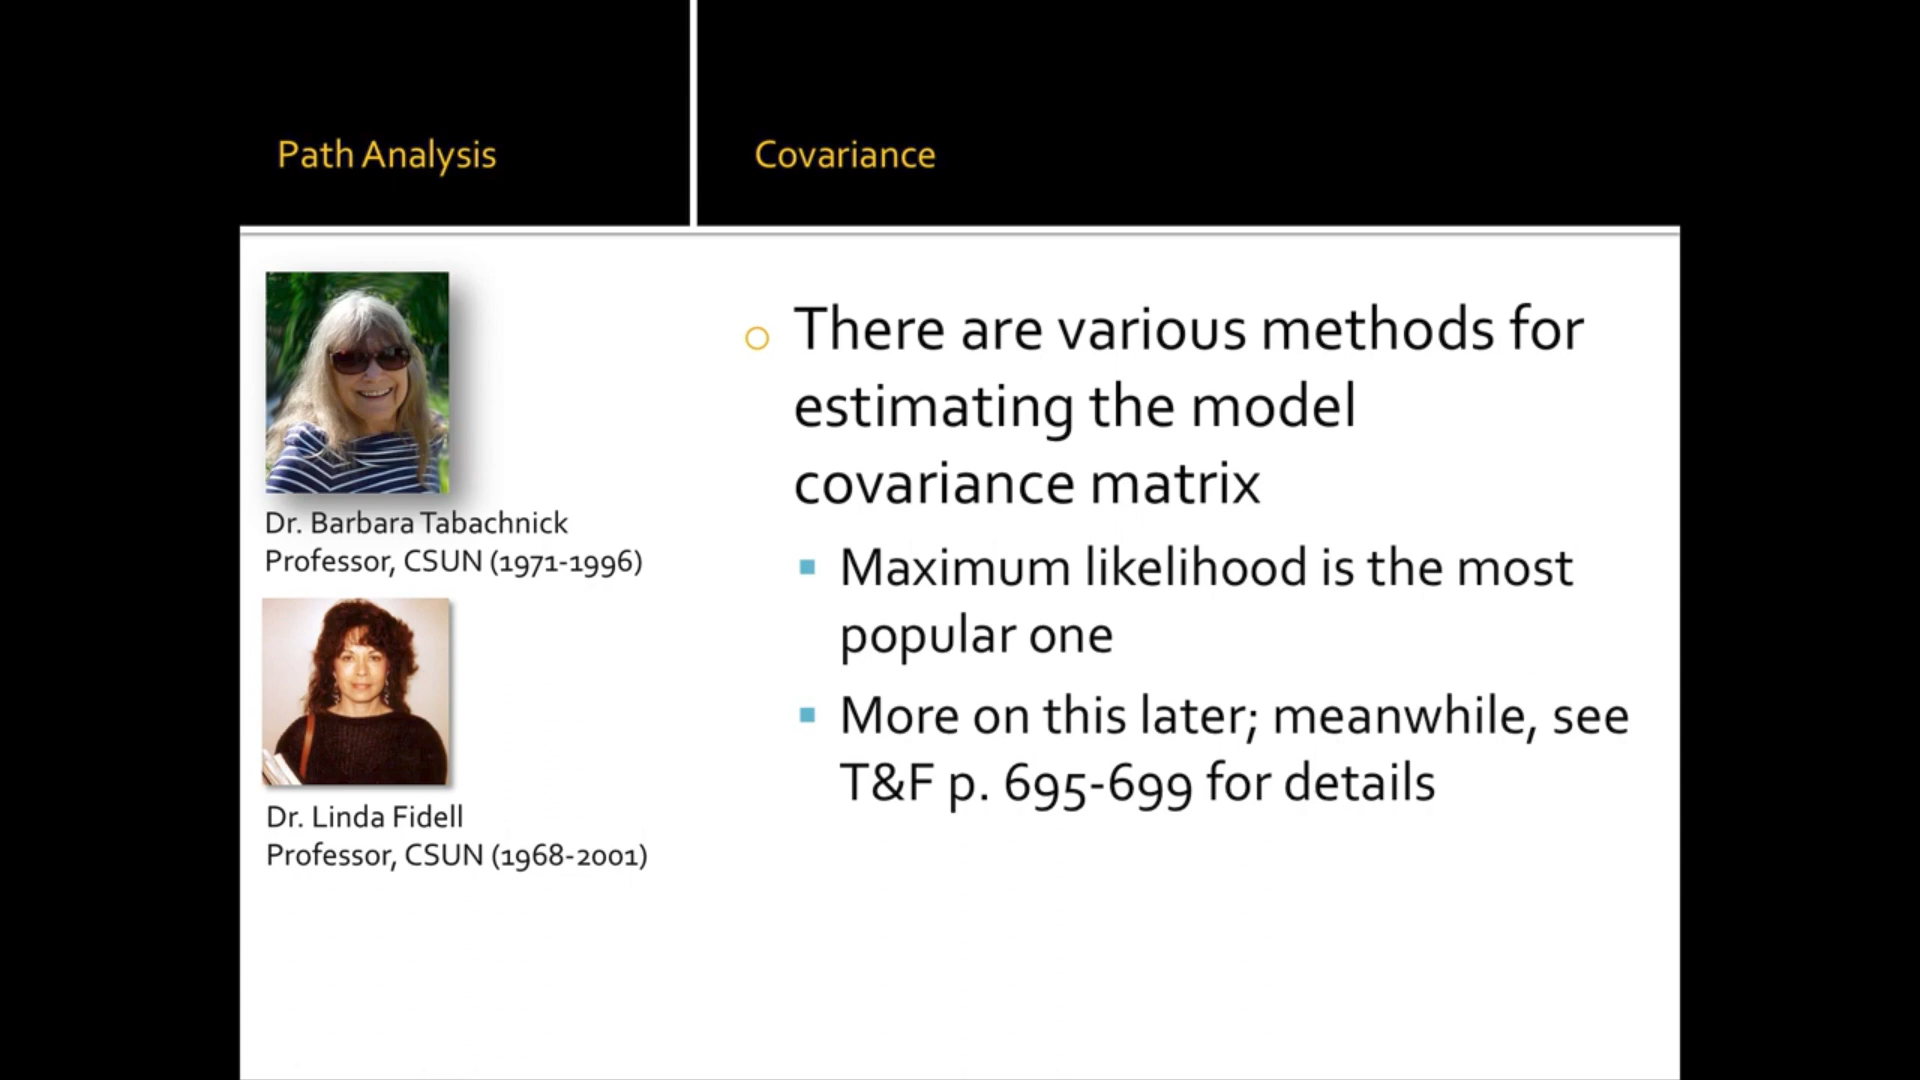 Path Analysis
Covariance
Dr. Barbara Tabachnick
Professor, CSUN (1971-1996)
Dr. Linda Fidell
Professor, CSUN (1968-2001)
There are various methods for
estimating the model
covariance matrix
Maximum likelihood is the most
popular one
More on this later; meanwhile, see
T&F p. 695-699 for details